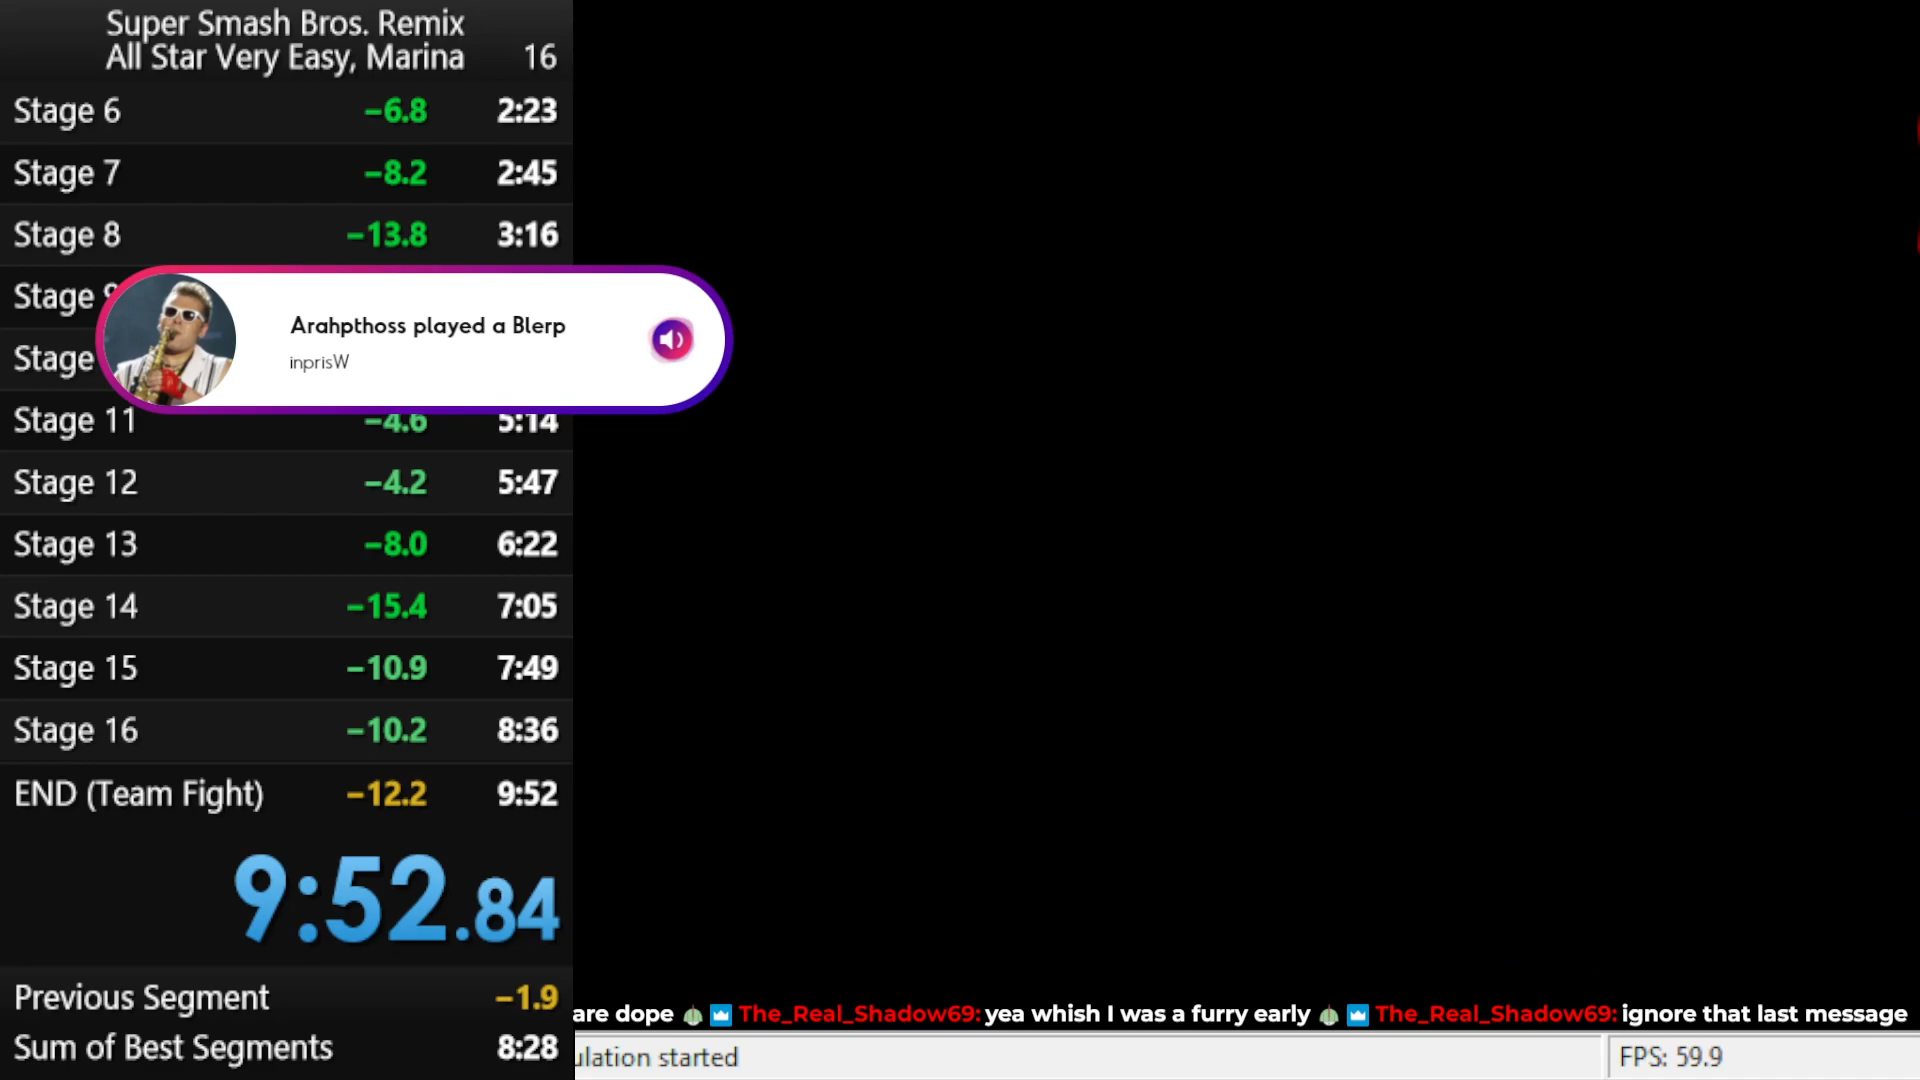 Super Smash Bros. Remix
All Star Very Easy, Marina 16
Stage 6 -6.8 2:23
Stage 7 -8.2 2:45
Stage 8 -13.8 3:16
Stage
Arahpthoss played a Blerp
inprisW
Stage
Stage 11 -4.6 5:14
Stage 12 -4.2 5:47
Stage 13 -8.0 6:22
Stage 14 -15.4 7:05
Stage 15 -10.9 7:49
Stage 16 -10.2 8:36
END (Team Fight) -12.2 9:52
9:52.84
Previous Segment -1.9
are dope The_Real_Shadow69: yea whish I was a furry early The_Real_Shadow69: ignore that last message
Sum of Best Segments 8:28
ulation started FPS: 59.9